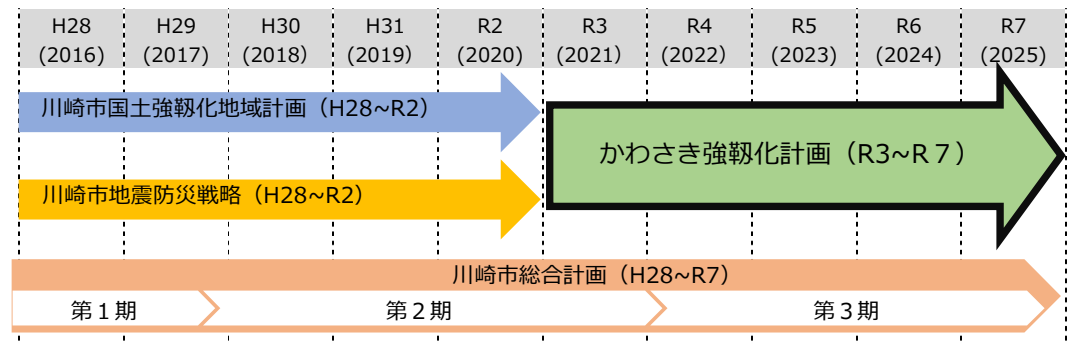 H28 H29 H30 H31 R2 R3 R4 R5 R6 R7
(2016) (2017) (2018) (2019) (2020) (2021) (2022) (2023) (2024) (2025)
川崎市国土強靱化地域計画（H28~R2）
かわさき強靱化計画（R3~R７）
川崎市地震防災戦略（H28~R2）
川崎市総合計画（H28~R7）
第１期 第２期 第３期